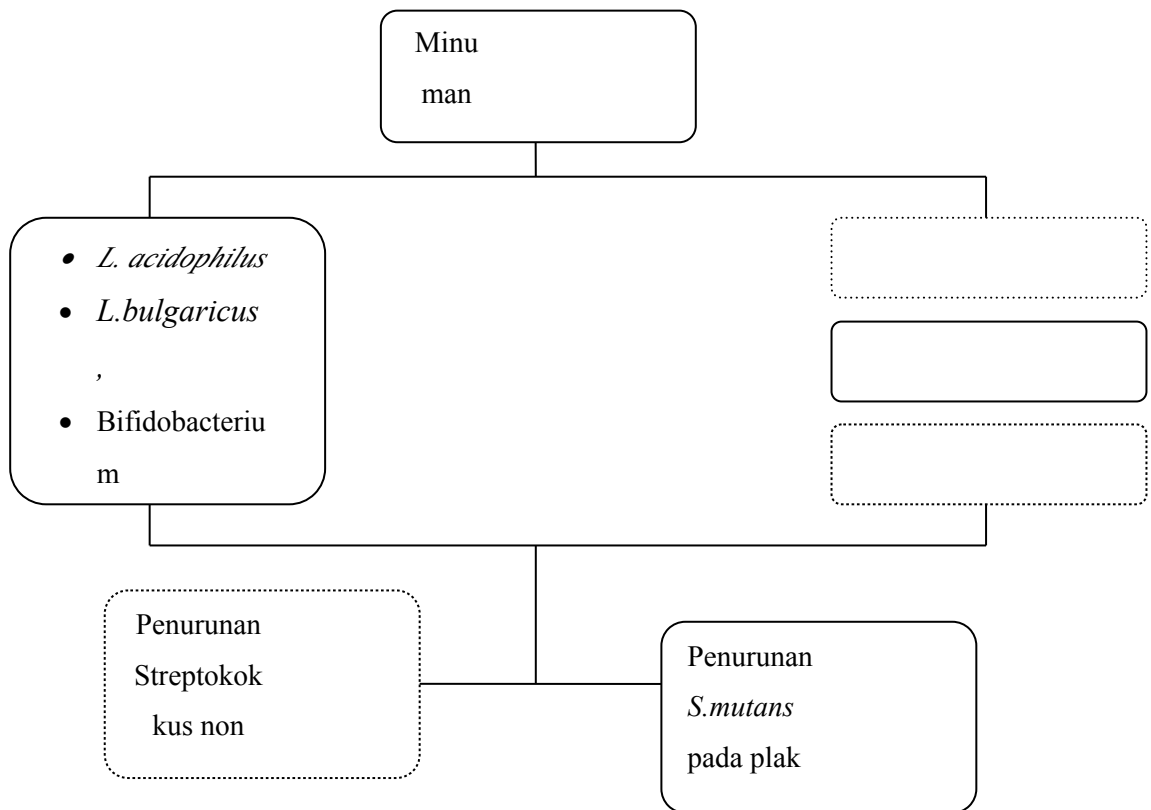 Minu
man
• L. acidophilus
• L.bulgaricus
,
• Bifidobacteriu
m
Penurunan
Streptokok
kus non
Penurunan
S.mutans
pada plak